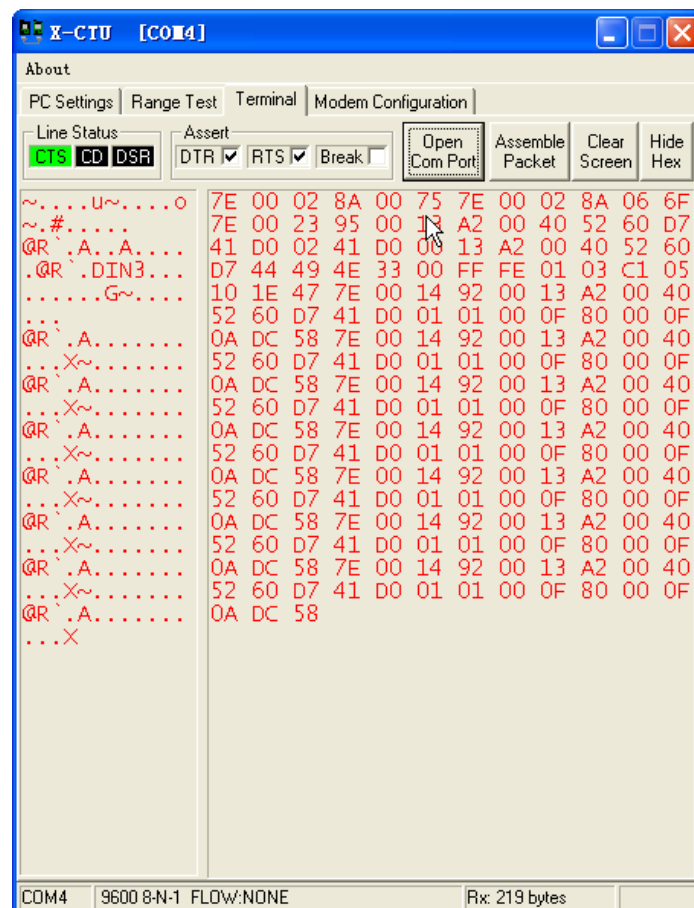 X-CTU [COM4]
About
PC Settings Range Test Terminal Modem Configuration
Line Status Assert
CTS CD DSR DTR RTS Break Open Com Port Assemble Packet Clear Screen Hide Hex
~....u~....o 7E 00 02 8A 00 75 7E 00 02 8A 06 6F
~.#..... 7E 00 23 95 00 13 A2 00 40 52 60 D7
@R`.A..A.... 41 D0 02 41 D0 00 13 A2 00 40 52 60
.@R`.DIN3... D7 44 49 4E 33 00 FF FE 01 03 C1 05
......G~.... 10 1E 47 7E 00 14 92 00 13 A2 00 40
... 52 60 D7 41 D0 01 01 00 0F 80 00 0F
@R`.A....... 0A DC 58 7E 00 14 92 00 13 A2 00 40
...X~....... 52 60 D7 41 D0 01 01 00 0F 80 00 0F
@R`.A....... 0A DC 58 7E 00 14 92 00 13 A2 00 40
...X~....... 52 60 D7 41 D0 01 01 00 0F 80 00 0F
@R`.A....... 0A DC 58 7E 00 14 92 00 13 A2 00 40
...X~....... 52 60 D7 41 D0 01 01 00 0F 80 00 0F
@R`.A....... 0A DC 58 7E 00 14 92 00 13 A2 00 40
...X~....... 52 60 D7 41 D0 01 01 00 0F 80 00 0F
@R`.A....... 0A DC 58 7E 00 14 92 00 13 A2 00 40
...X~....... 52 60 D7 41 D0 01 01 00 0F 80 00 0F
@R`.A....... 0A DC 58 7E 00 14 92 00 13 A2 00 40
...X~....... 52 60 D7 41 D0 01 01 00 0F 80 00 0F
@R`.A....... 0A DC 58
...X
COM4 9600 8-N-1 FLOW:NONE Rx: 219 bytes